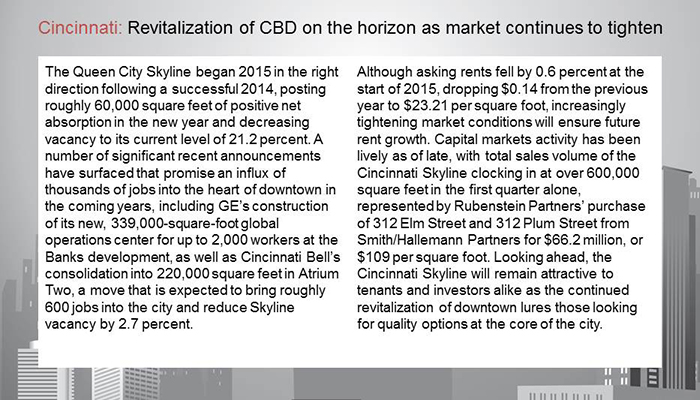 Cincinnati: Revitalization of CBD on the horizon as market continues to tighten
The Queen City Skyline began 2015 in the right
direction following a successful 2014, posting
roughly 60,000 square feet of positive net
absorption in the new year and decreasing
vacancy to its current level of 21.2 percent. A
number of significant recent announcements
have surfaced that promise an influx of
thousands of jobs into the heart of downtown in
the coming years, including GE's construction
of its new, 339,000-square-foot global
operations center for up to 2,000 workers at the
Banks development, as well as Cincinnati Bell's
consolidation into 220,000 square feet in Atrium
Two, a move that is expected to bring roughly
600 jobs into the city and reduce Skyline
vacancy by 2.7 percent.
Although asking rents fell by 0.6 percent at the
start of 2015, dropping $0.14 from the previous
year to $23.21 per square foot, increasingly
tightening market conditions will ensure future
rent growth. Capital markets activity has been
lively as of late, with total sales volume of the
Cincinnati Skyline clocking in at over 600,000
square feet in the first quarter alone,
represented by Rubenstein Partners' purchase
of 312 Elm Street and 312 Plum Street from
Smith/Hallemann Partners for $66.2 million, or
$109 per square foot. Looking ahead, the
Cincinnati Skyline will remain attractive to
tenants and investors alike as the continued
revitalization of downtown lures those looking
for quality options at the core of the city.